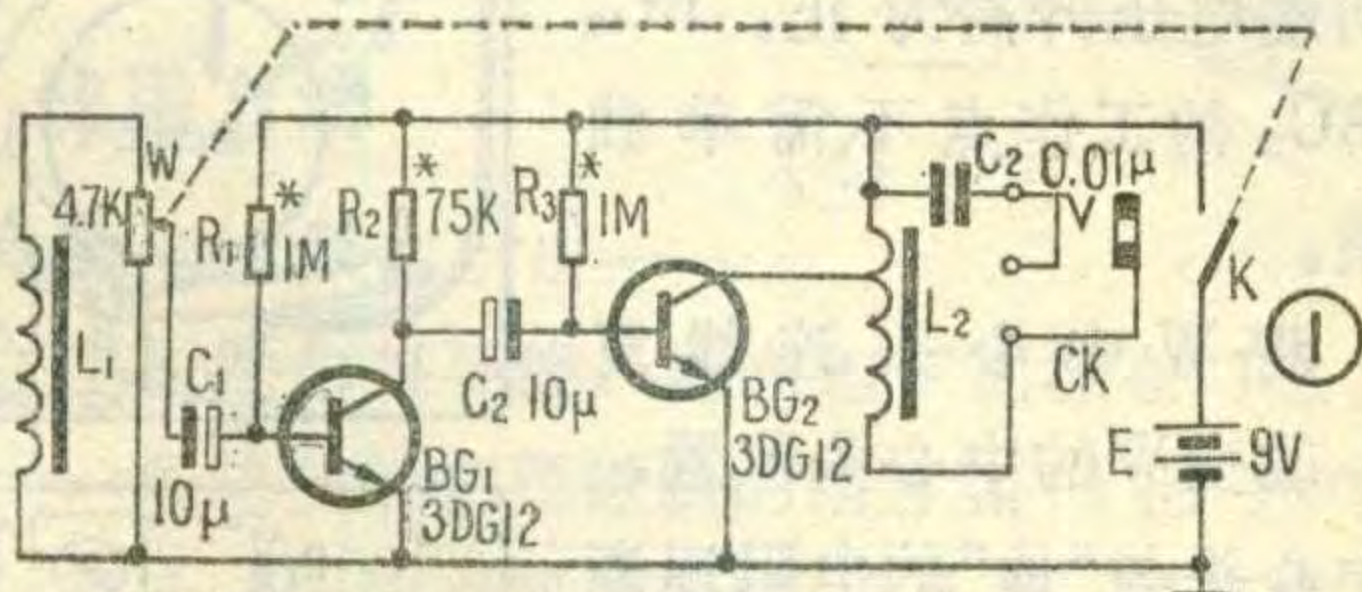 W
4.7K
L₁
C₁
10μ
R₁
*
1M
R₂
*
75K
R₃
*
1M
BG₁
3DG12
C₂ 10μ
BG₂
3DG12
C₂ 0.01μ
V
L₂
CK
K
E
9V
1